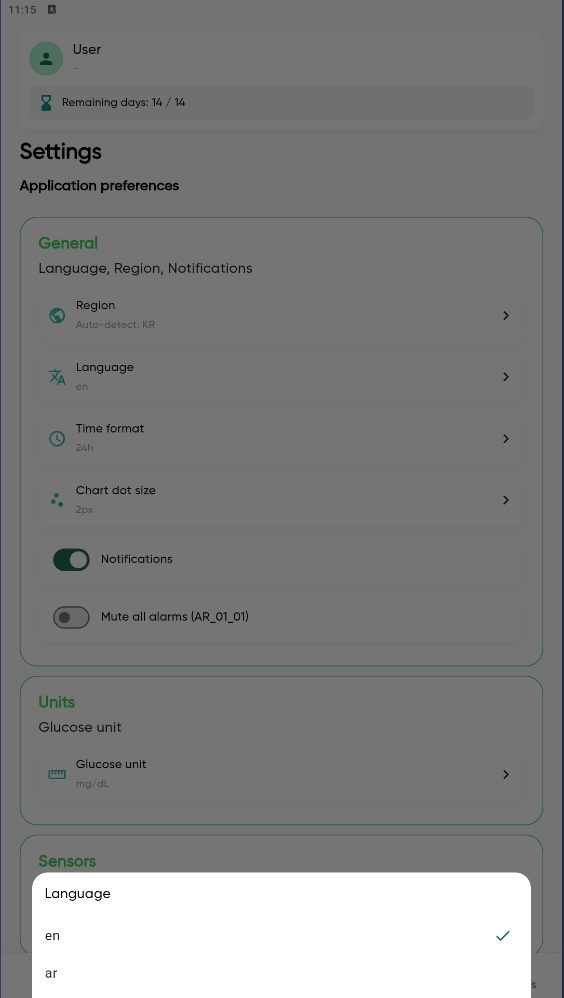 11:15
A
User
-
Remaining days: 14 / 14
Settings
Application preferences
General
Language, Region, Notifications
Region
Auto-detect: KR
Language
en
Time format
24h
Chart dot size
2px
Notifications
Mute all alarms (AR_01_01)
Units
Glucose unit
Glucose unit
mg/dL
Sensors
Language
en
ar